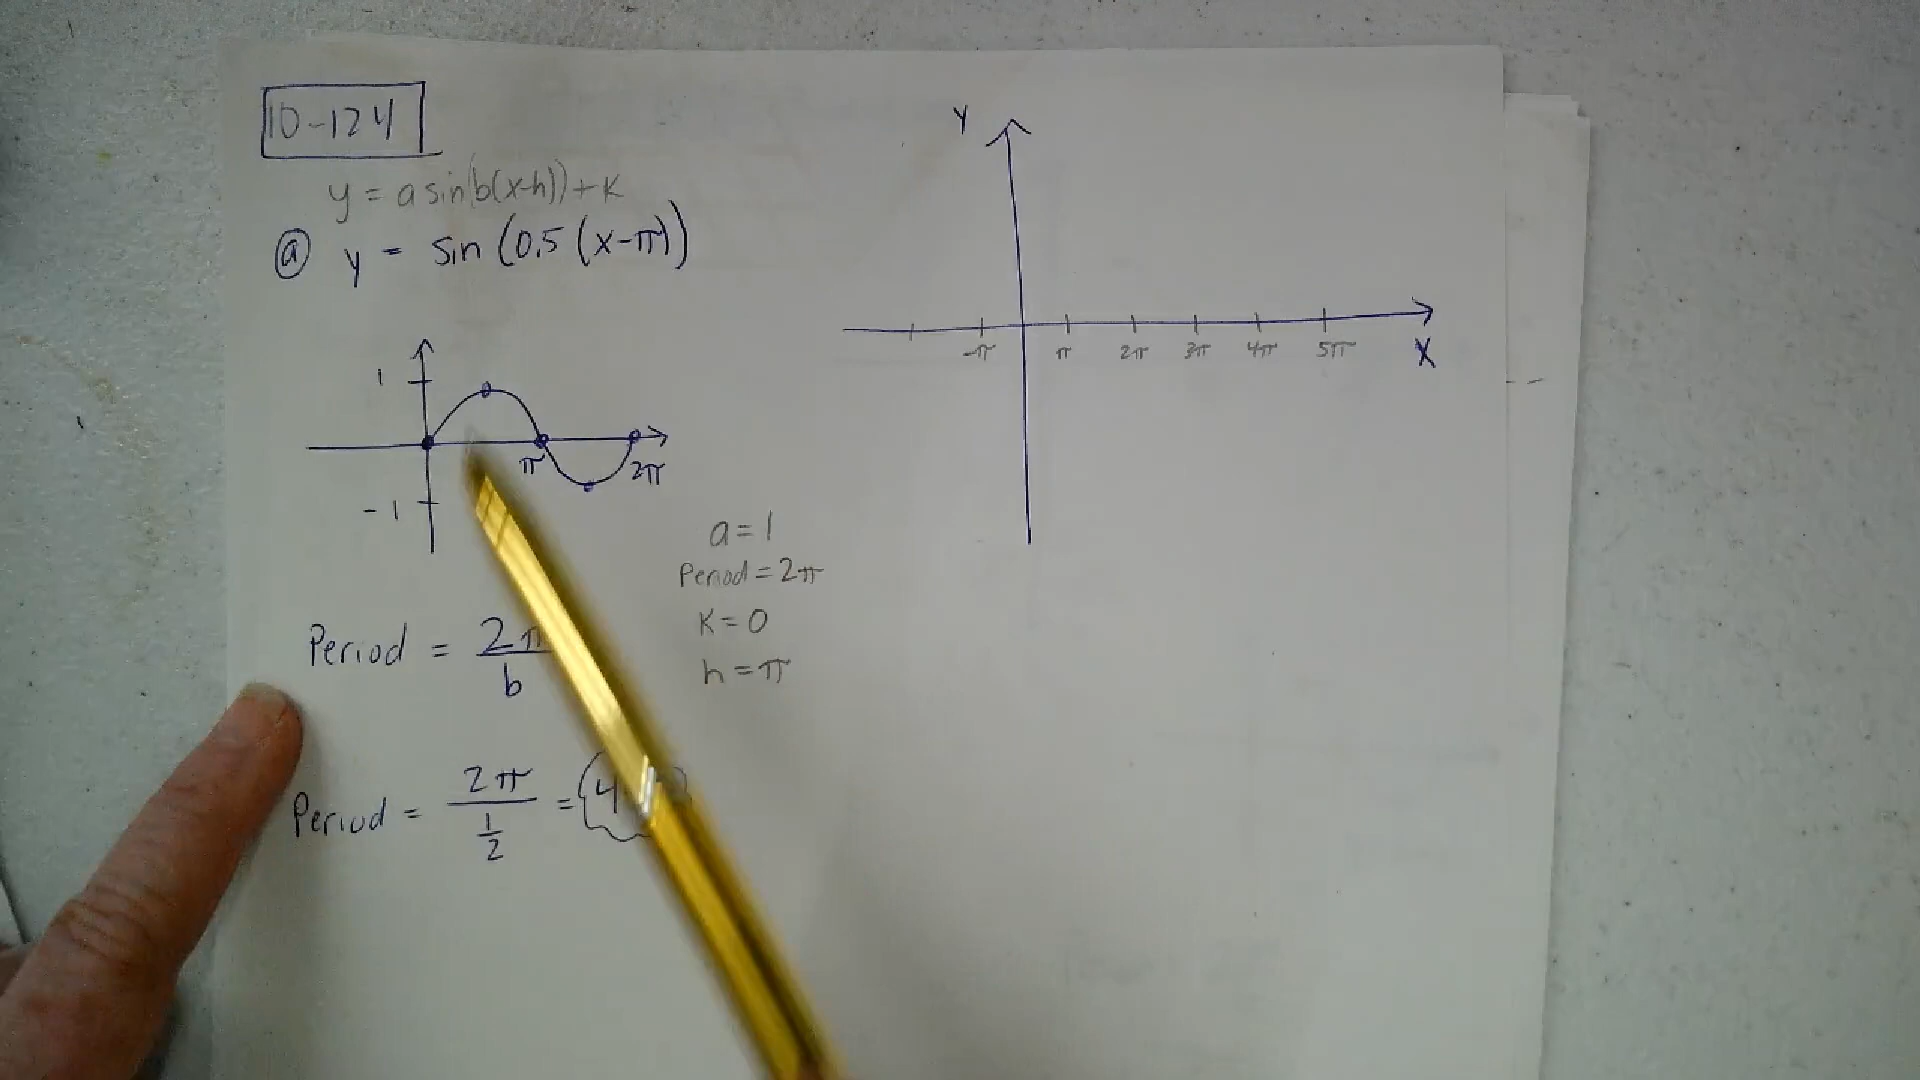 10-124
y = a sin(b(x-h))+K
ⓐ y = sin (0.5 (x-π))
1
π
2π
-1
a = 1
Period = 2π
K = 0
h = π
Period = 2π/b
Period = 2π/(1/2) = 4
Y
-π π 2π 3π 4π 5π
X